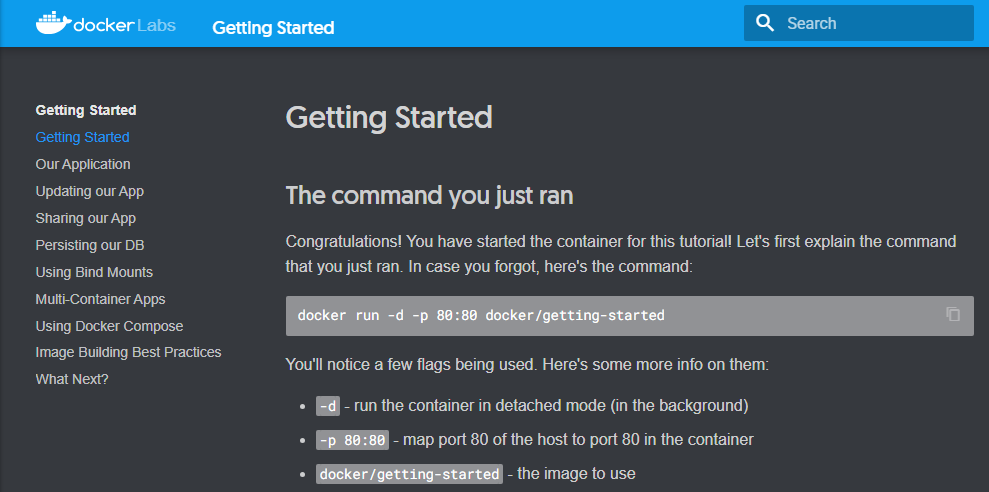 docker Labs
Getting Started
Search
Getting Started
Getting Started
Our Application
Updating our App
Sharing our App
Persisting our DB
Using Bind Mounts
Multi-Container Apps
Using Docker Compose
Image Building Best Practices
What Next?
Getting Started
The command you just ran
Congratulations! You have started the container for this tutorial! Let's first explain the command
that you just ran. In case you forgot, here's the command:
docker run -d -p 80:80 docker/getting-started
You'll notice a few flags being used. Here's some more info on them:
• -d - run the container in detached mode (in the background)
• -p 80:80 - map port 80 of the host to port 80 in the container
• docker/getting-started - the image to use